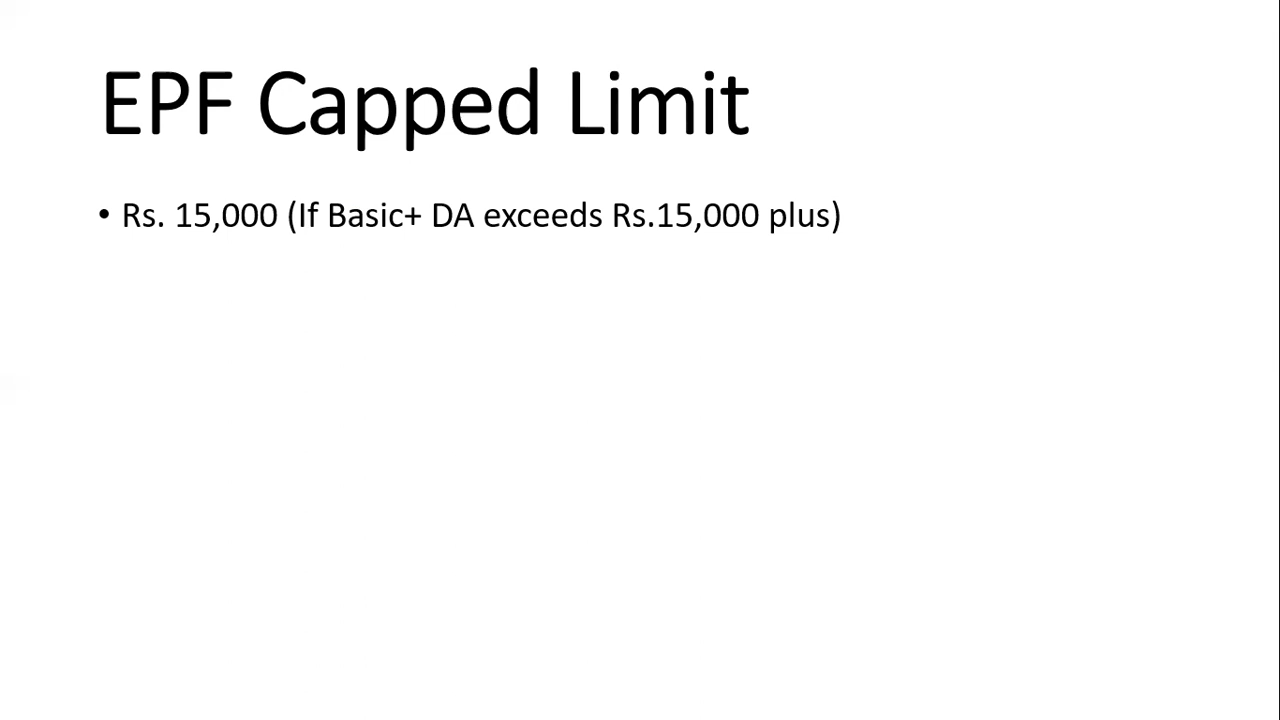 EPF Capped Limit
• Rs. 15,000 (If Basic+ DA exceeds Rs.15,000 plus)